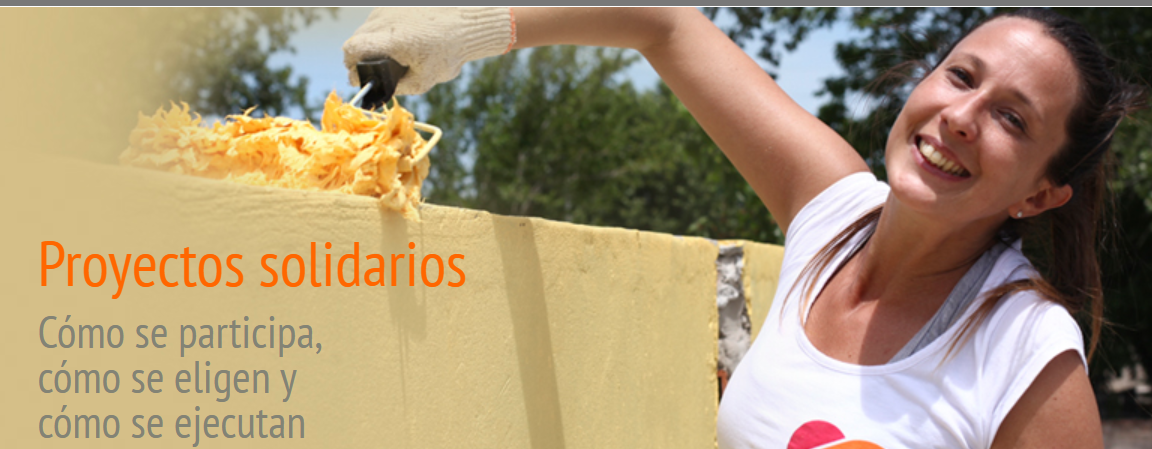 Proyectos solidarios
Cómo se participa,
cómo se eligen y
cómo se ejecutan